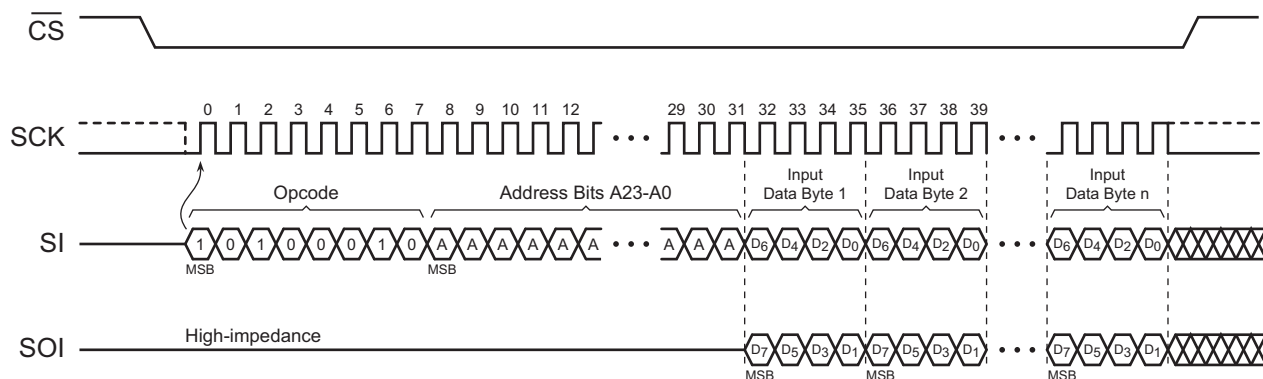 CS
SCK
0 1 2 3 4 5 6 7 8 9 10 11 12 29 30 31 32 33 34 35 36 37 38 39
Opcode
Address Bits A23-A0
Input
Data Byte 1
Input
Data Byte 2
Input
Data Byte n
SI
1 0 1 0 0 0 1 0 A A A A A A A A A D6 D4 D2 D0 D6 D4 D2 D0 D6 D4 D2 D0
MSB MSB
High-impedance
SOI
D7 D5 D3 D1 D7 D5 D3 D1 D7 D5 D3 D1
MSB MSB MSB